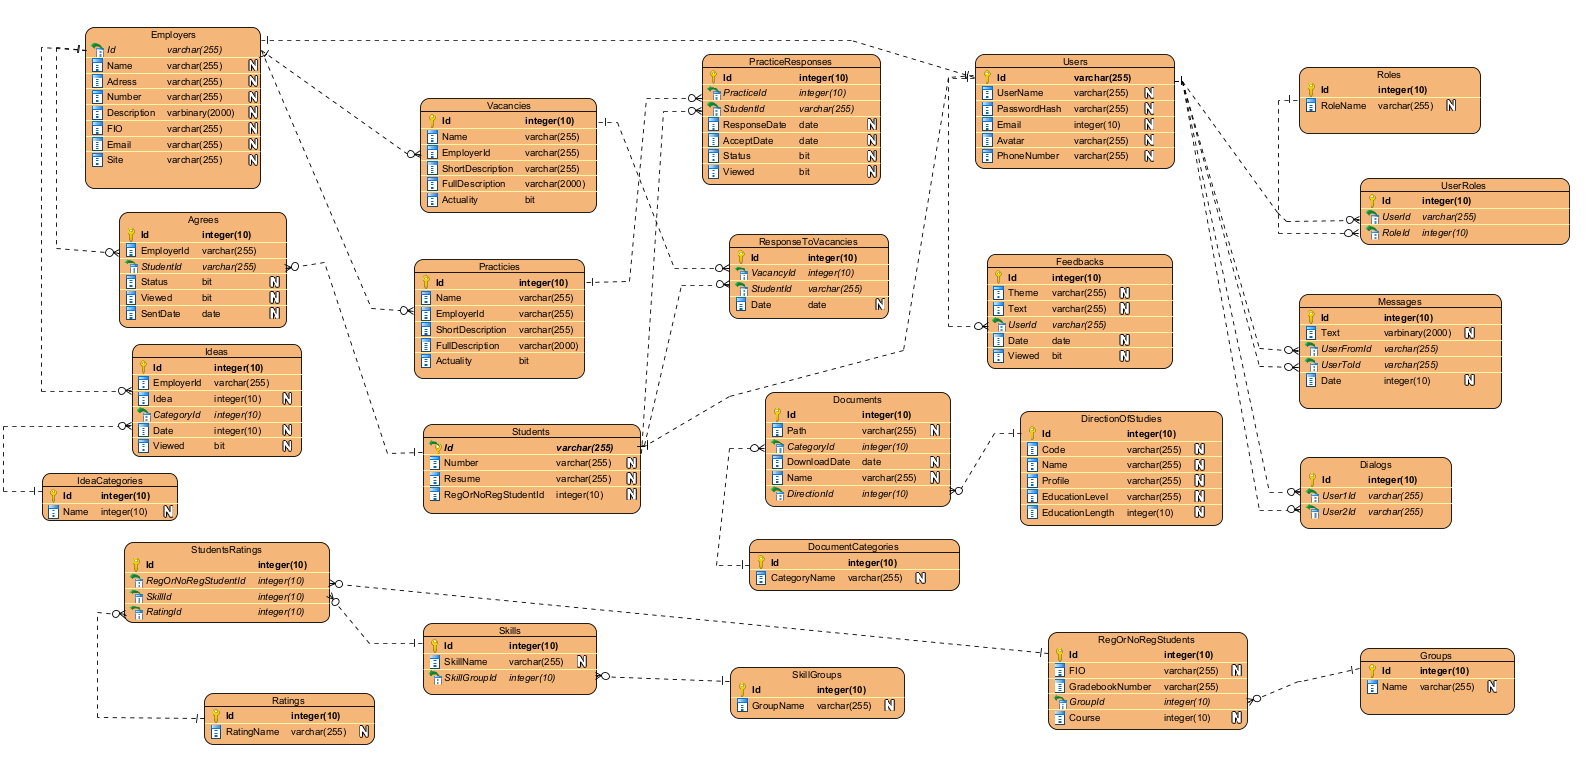 Employers
Id varchar(255)
Name varchar(255) N
Adress varchar(255) N
Number varchar(255) N
Description varbinary(2000) N
FIO varchar(255) N
Email varchar(255) N
Site varchar(255) N
Vacancies
Id integer(10)
Name varchar(255)
EmployerId varchar(255)
ShortDescription varchar(255)
FullDescription varchar(2000)
Actuality bit
PracticeResponses
Id integer(10)
PracticeId integer(10)
StudentId varchar(255)
ResponseDate date N
AcceptDate date N
Status bit N
Viewed bit N
Users
Id varchar(255)
UserName varchar(255) N
PasswordHash varchar(255) N
Email integer(10) N
Avatar varchar(255) N
PhoneNumber varchar(255) N
Roles
Id integer(10)
RoleName varchar(255) N
UserRoles
Id integer(10)
UserId varchar(255)
RoleId integer(10)
Agrees
Id integer(10)
EmployerId varchar(255)
StudentId varchar(255)
Status bit N
Viewed bit N
SentDate date N
Practicies
Id integer(10)
Name varchar(255)
EmployerId varchar(255)
ShortDescription varchar(255)
FullDescription varchar(2000)
Actuality bit
ResponseToVacancies
Id integer(10)
VacancyId integer(10)
StudentId varchar(255)
Date date N
Feedbacks
Id integer(10)
Theme varchar(255) N
Text varchar(255) N
UserId varchar(255)
Date date N
Viewed bit N
Messages
Id integer(10)
Text varbinary(2000) N
UserFromId varchar(255)
UserToId varchar(255)
Date integer(10) N
Ideas
Id integer(10)
EmployerId varchar(255)
Idea integer(10) N
CategoryId integer(10)
Date integer(10) N
Viewed bit N
IdeaCategories
Id integer(10)
Name integer(10) N
Students
Id varchar(255)
Number varchar(255) N
Resume varchar(255) N
RegOrNoRegStudentId integer(10) N
Documents
Id integer(10)
Path varchar(255) N
CategoryId integer(10)
DownloadDate date N
Name varchar(255) N
DirectionId integer(10)
DirectionOfStudies
Id integer(10)
Code varchar(255) N
Name varchar(255) N
Profile varchar(255) N
EducationLevel varchar(255) N
EducationLength integer(10) N
Dialogs
User1Id varchar(255)
User2Id varchar(255)
DocumentCategories
Id integer(10)
CategoryName varchar(255) N
StudentsRatings
Id integer(10)
RegOrNoRegStudentId integer(10)
SkillId integer(10)
RatingId integer(10)
Skills
Id integer(10)
SkillName varchar(255) N
SkillGroupId integer(10)
SkillGroups
Id integer(10)
GroupName varchar(255) N
RegOrNoRegStudents
Id integer(10)
FIO varchar(255) N
GradebookNumber varchar(255)
GroupId integer(10)
Course integer(10) N
Groups
Id integer(10)
Name varchar(255) N
Ratings
Id integer(10)
RatingName varchar(255) N